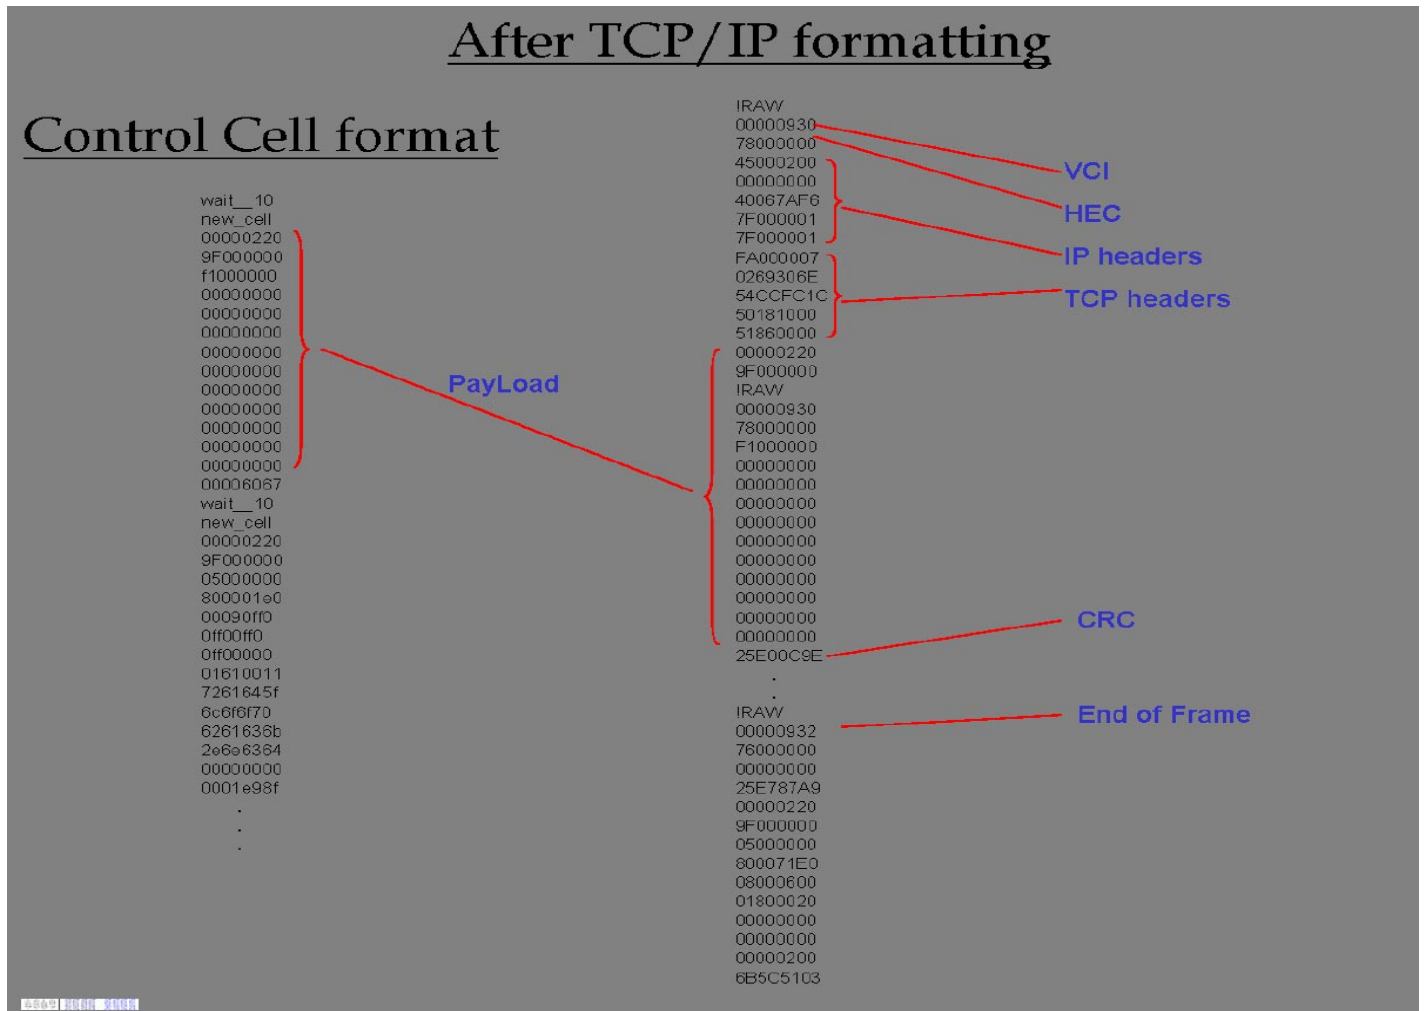 After TCP/IP formatting
Control Cell format
wait__10
new_cell
00000220
9F000000
f1000000
00000000
00000000
00000000
00000000
00000000
00000000
00000000
00000000
00000000
00000000
00006067
wait__10
new_cell
00000220
9F000000
05000000
800001e0
00090ff0
0ff00ff0
0ff00000
01610011
7261645f
6c6f6f70
6261636b
2e6e6364
00000000
0001e98f
.
.
.
PayLoad
!RAW
00000930
78000000
45000200
00000000
40067AF6
7F000001
7F000001
FA000007
0269306E
54CCFC1C
50181000
51860000
00000220
9F000000
!RAW
00000930
78000000
F1000000
00000000
00000000
00000000
00000000
00000000
00000000
00000000
00000000
00000000
00000000
25E00C9E
.
.
!RAW
00000932
76000000
00000000
25E787A9
00000220
9F000000
05000000
800071E0
08000600
01800020
00000000
00000000
00000200
6B5C5103
VCI
HEC
IP headers
TCP headers
CRC
End of Frame